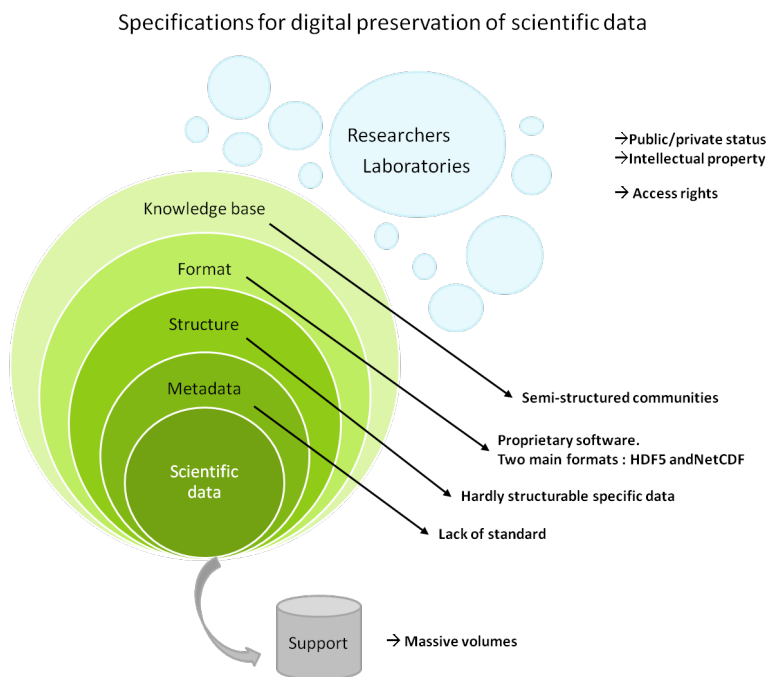 Specifications for digital preservation of scientific data
Researchers
Laboratories
→Public/private status
→Intellectual property
→ Access rights
Knowledge base
Format
Structure
Metadata
Scientific
data
Semi-structured communities
Proprietary software.
Two main formats : HDF5 andNetCDF
Hardly structurable specific data
Lack of standard
Support
→ Massive volumes